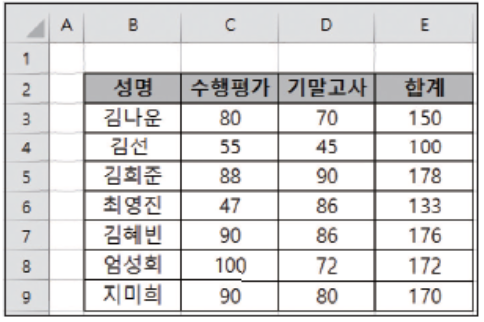 A B C D E
1
2 성명 수행평가 기말고사 합계
3 김나운 80 70 150
4 김선 55 45 100
5 김희준 88 90 178
6 최영진 47 86 133
7 김혜빈 90 86 176
8 엄성회 100 72 172
9 지미희 90 80 170